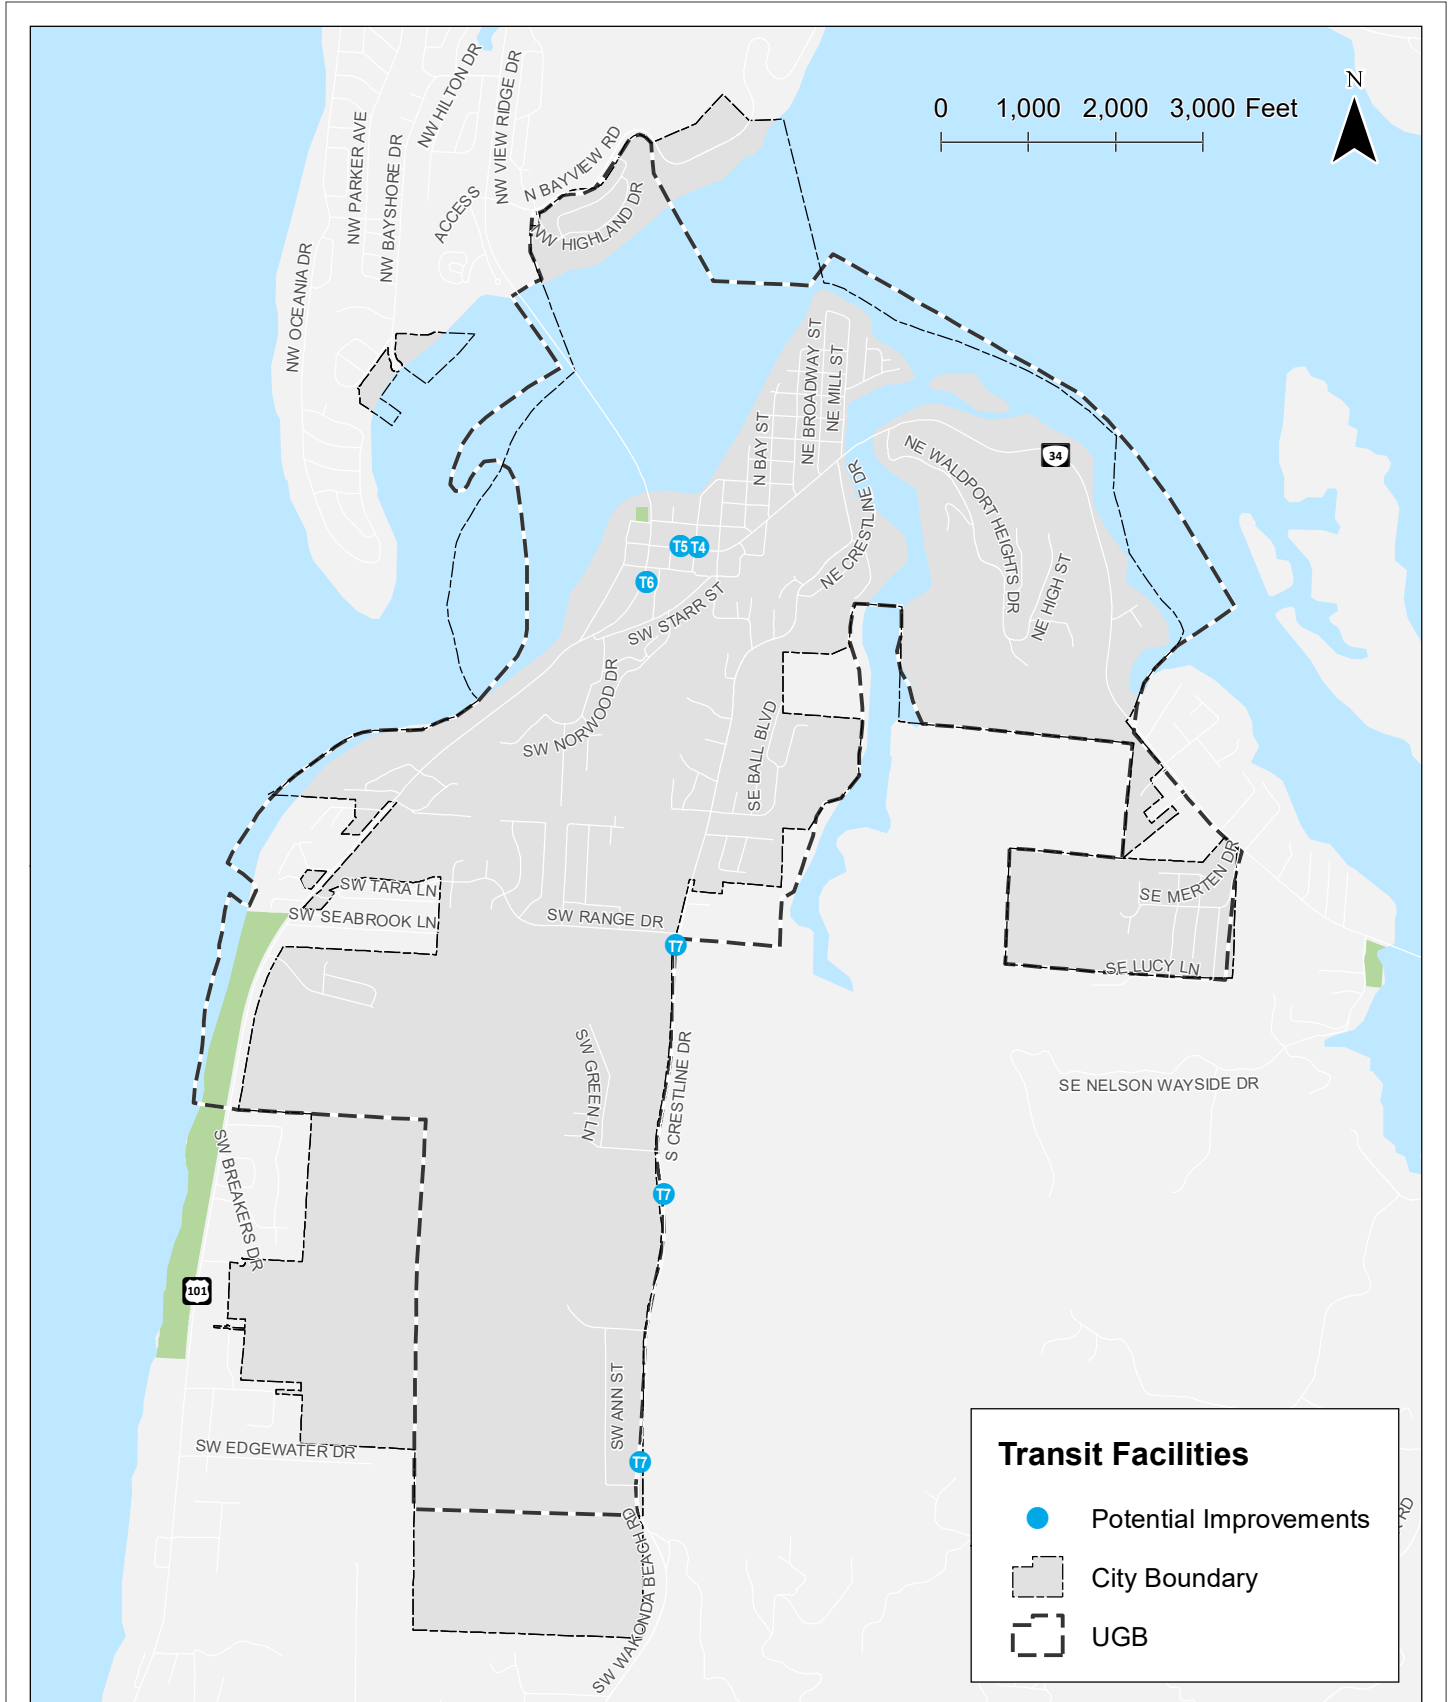 N
0 1,000 2,000 3,000 Feet
NW HILTON DR
NW VIEW RIDGE DR
NW PARKER AVE
NW BAYSHORE DR
N BAYVIEW RD
ACCESS
NW HIGHLAND DR
NW OCEANIA DR
NE BROADWAY ST
NE MILL ST
N BAY ST
34
NE WALDPORT HEIGHTS DR
NE CRESTLINE DR
NE HIGH ST
T5 T4
T6
SW STARR ST
SW NORWOOD DR
SE BALL BLVD
SW TARA LN
SW SEABROOK LN
SW RANGE DR
SE MERTEN DR
SE LUCY LN
T7
SW GREEN LN
S CRESTLINE DR
SE NELSON WAYSIDE DR
SW BREAKERS DR
T7
101
SW ANN ST
SW EDGEWATER DR
T7
SW WAKONDA BEACH RD
RD
Transit Facilities
Potential Improvements
City Boundary
UGB